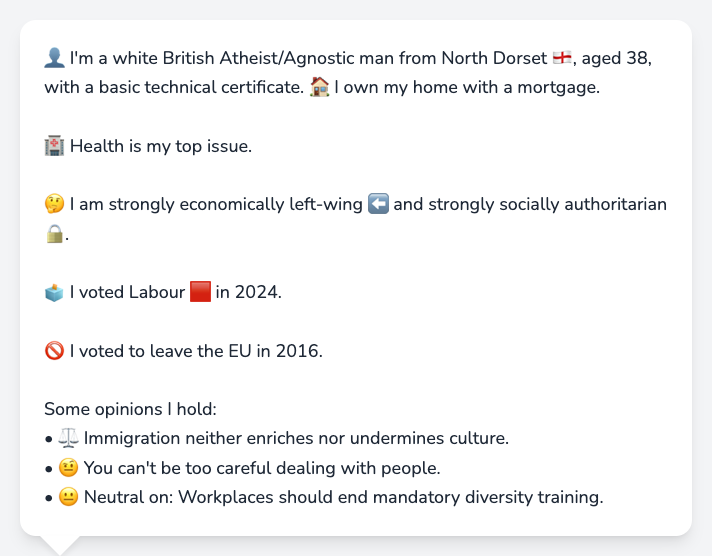 👤 I'm a white British Atheist/Agnostic man from North Dorset 🏴󠁧󠁢󠁥󠁮󠁧󠁿, aged 38,
with a basic technical certificate. 🏠 I own my home with a mortgage.
🏥 Health is my top issue.
🤔 I am strongly economically left-wing ⬅️ and strongly socially authoritarian
🔒.
🗳️ I voted Labour 🟥 in 2024.
🚫 I voted to leave the EU in 2016.
Some opinions I hold:
• ⚖️ Immigration neither enriches nor undermines culture.
• 🤨 You can't be too careful dealing with people.
• 😐 Neutral on: Workplaces should end mandatory diversity training.